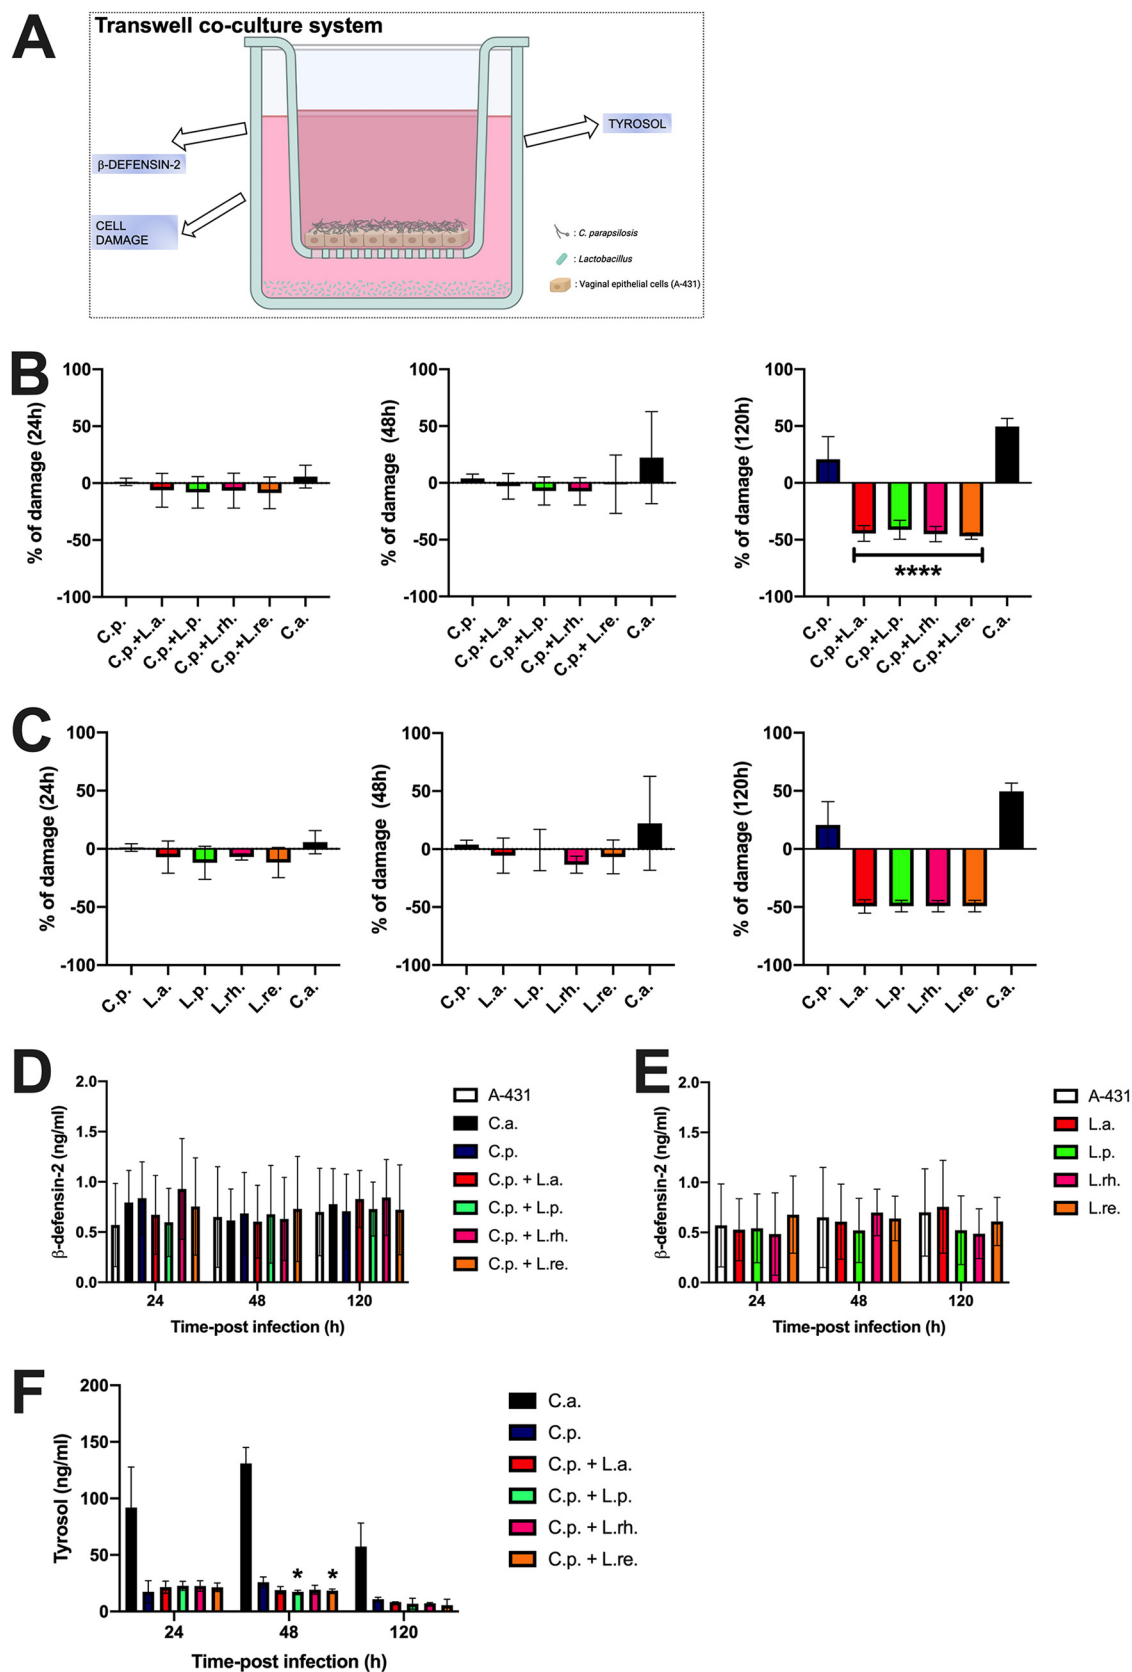 A
Transwell co-culture system
TYROSOL
β-DEFENSIN-2
CELL
DAMAGE
: C. parapsilosis
: Lactobacillus
: Vaginal epithelial cells (A-431)
B
% of damage (24h)
100
50
0
-50
-100
C.p.
C.p.+L.a.
C.p.+L.p.
C.p.+L.rh.
C.p.+L.re.
C.a.
% of damage (48h)
100
50
0
-50
-100
C.p.
C.p.+L.a.
C.p.+L.p.
C.p.+L.rh.
C.p.+ L.re.
C.a.
% of damage (120h)
100
50
0
-50
-100
****
C.p.
C.p.+L.a.
C.p.+L.p.
C.p.+L.rh.
C.p.+L.re.
C.a.
C
% of damage (24h)
100
50
0
-50
-100
C.p.
L.a.
L.p.
L.rh.
L.re.
C.a.
% of damage (48h)
100
50
0
-50
-100
C.p.
L.a.
L.p.
L.rh.
L.re.
C.a.
% of damage (120h)
100
50
0
-50
-100
C.p.
L.a.
L.p.
L.rh.
L.re.
C.a.
D
β-defensin-2 (ng/ml)
2.0
1.5
1.0
0.5
0.0
24
48
120
Time-post infection (h)
A-431
C.a.
C.p.
C.p. + L.a.
C.p. + L.p.
C.p. + L.rh.
C.p. + L.re.
E
β-defensin-2 (ng/ml)
2.0
1.5
1.0
0.5
0.0
24
48
120
Time-post infection (h)
A-431
L.a.
L.p.
L.rh.
L.re.
F
Tyrosol (ng/ml)
200
150
100
50
0
* *
24
48
120
Time-post infection (h)
C.a.
C.p.
C.p. + L.a.
C.p. + L.p.
C.p. + L.rh.
C.p. + L.re.